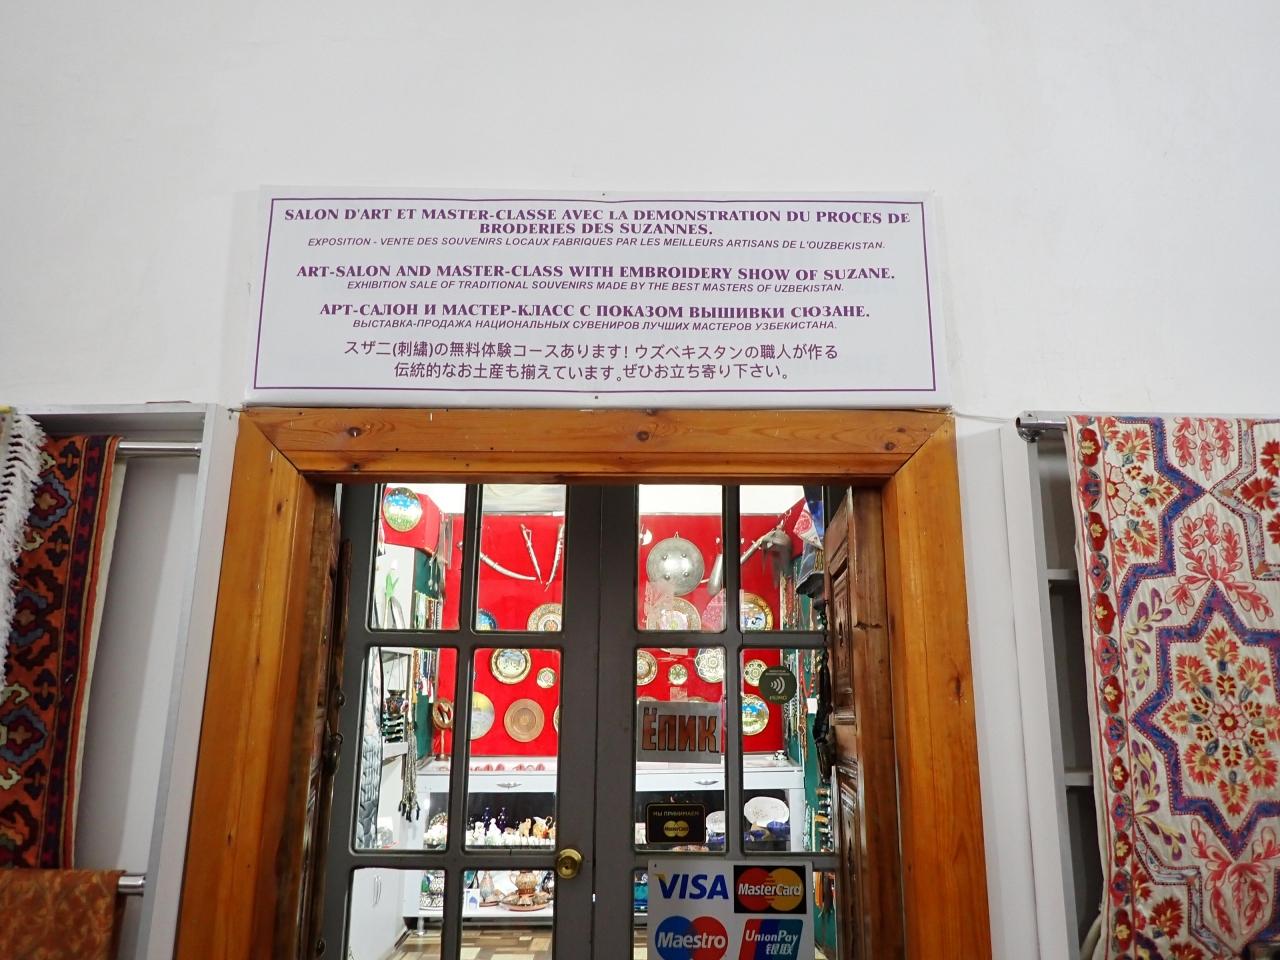 SALON D'ART ET MASTER-CLASSE AVEC LA DEMONSTRATION DU PROCES DE
BRODERIES DES SUZANNES.
EXPOSITION - VENTE DES SOUVENIRS LOCAUX FABRIQUES PAR LES MEILLEURS ARTISANS DE L'OUZBEKISTAN.
ART-SALON AND MASTER-CLASS WITH EMBROIDERY SHOW OF SUZANE.
EXHIBITION SALE OF TRADITIONAL SOUVENIRS MADE BY THE BEST MASTERS OF UZBEKISTAN.
АРТ-САЛОН И МАСТЕР-КЛАСС С ПОКАЗОМ ВЫШИВКИ СЮЗАНЕ.
ВЫСТАВКА-ПРОДАЖА НАЦИОНАЛЬНЫХ СУВЕНИРОВ ЛУЧШИХ МАСТЕРОВ УЗБЕКИСТАНА.
スザニ(刺繍)の無料体験コースあります! ウズベキスタンの職人が作る
伝統的なお土産も揃えています。ぜひお立ち寄り下さい。
HUMO
ЁПИК
МЫ ПРИНИМАЕМ
MasterCard
VISA MasterCard
Maestro UnionPay
银联